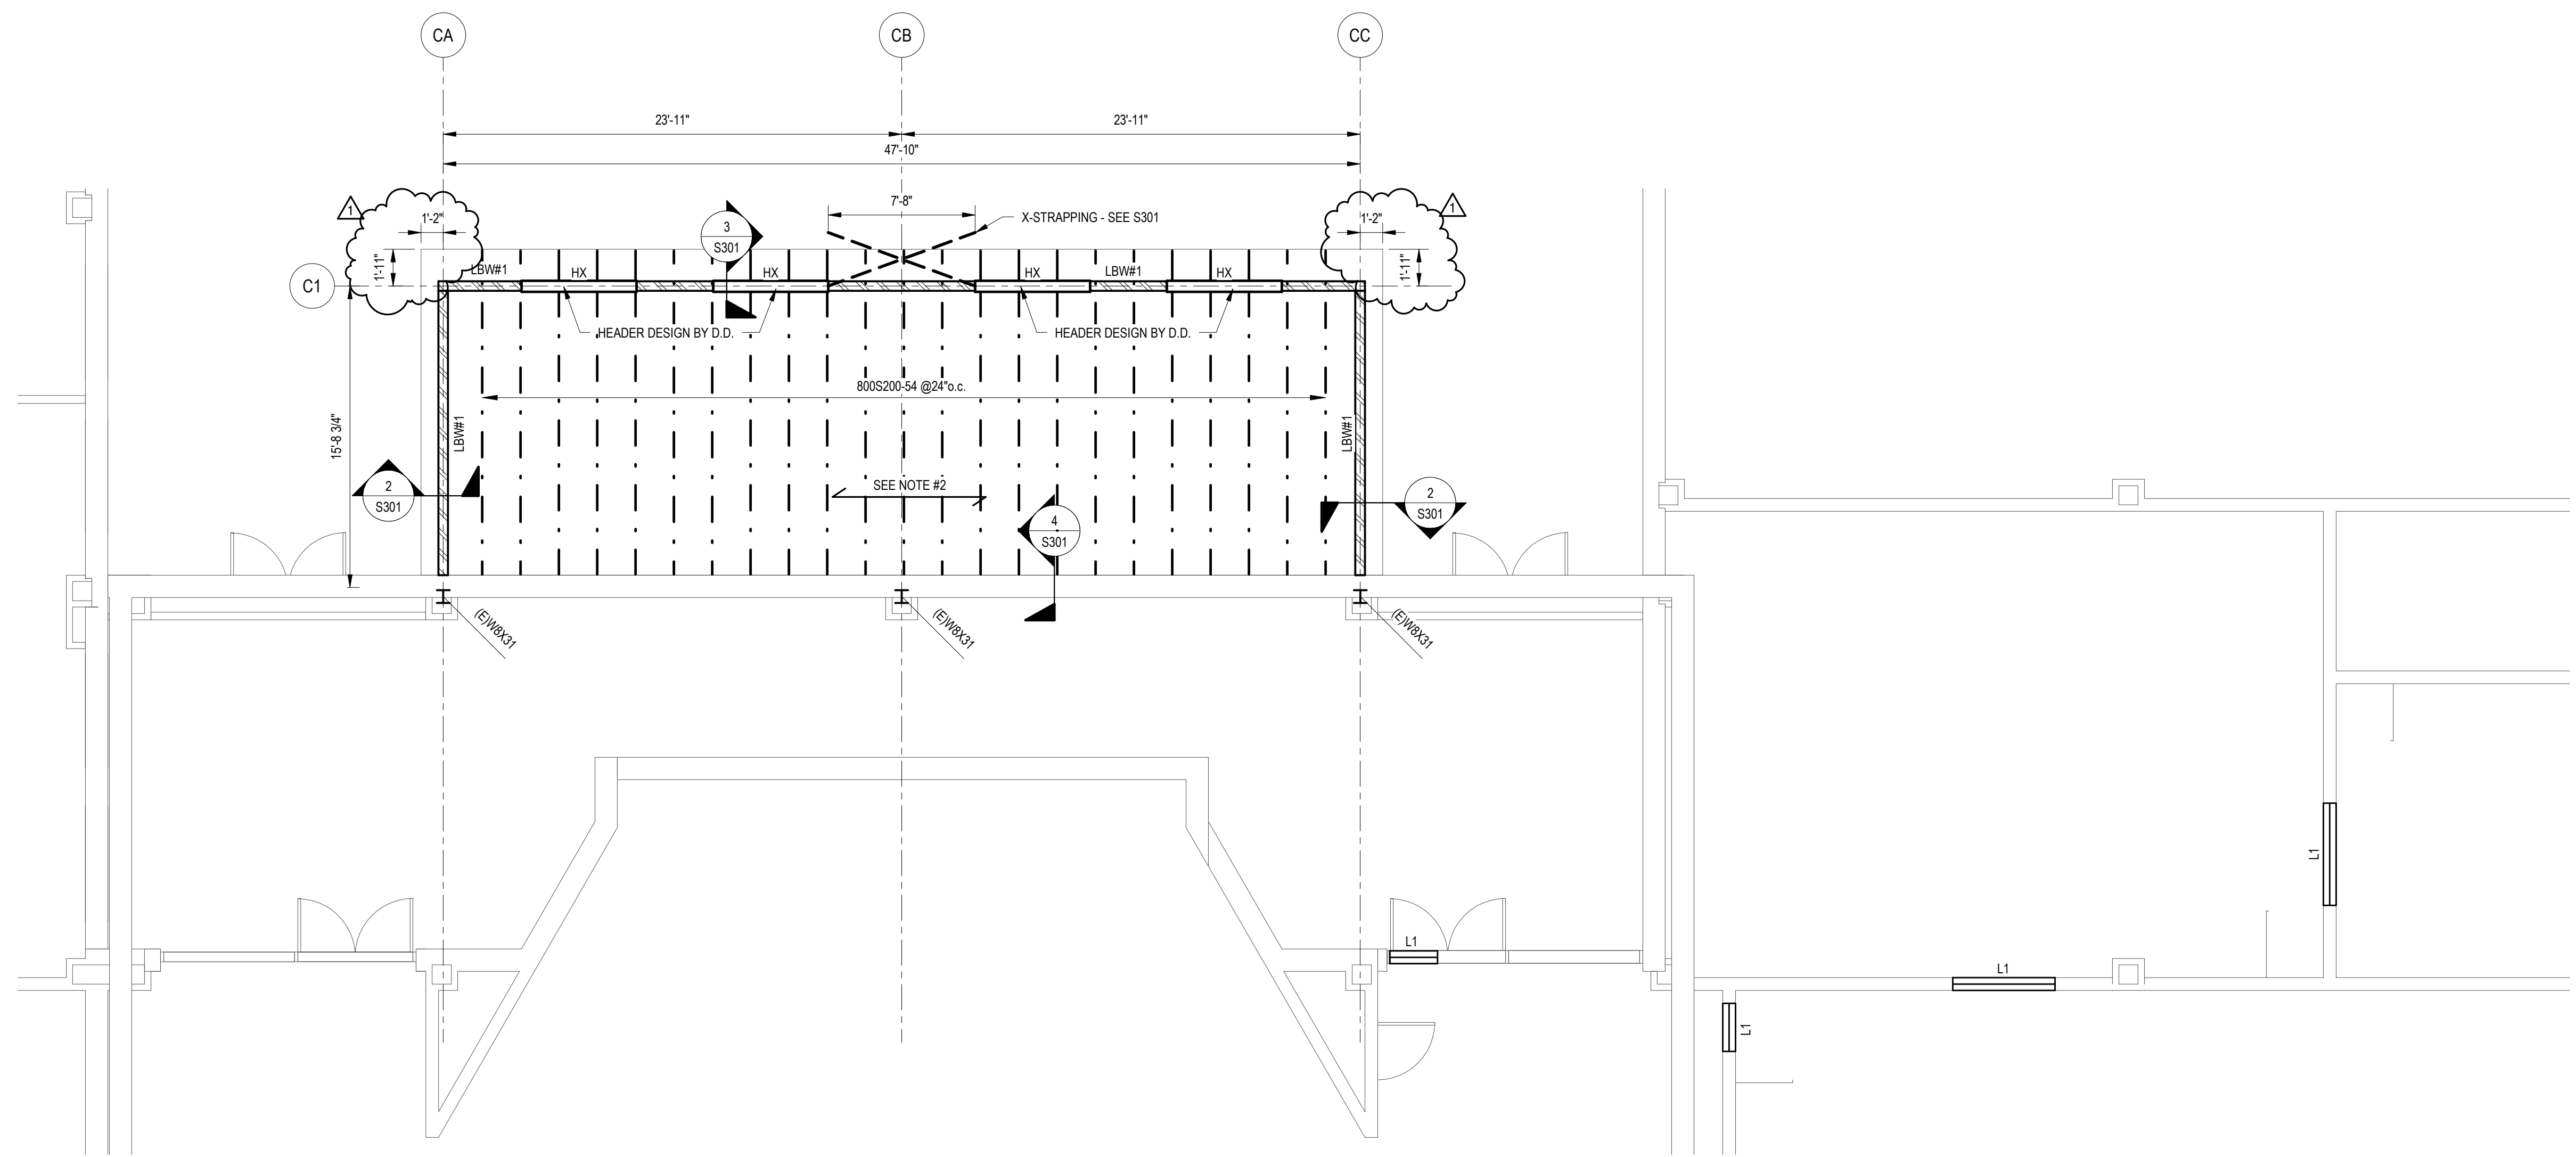 CA
CB
CC
23'-11"
23'-11"
47'-10"
1
1'-2"
7'-8"
X-STRAPPING - SEE S301
1'-2"
1
3
S301
1'-11"
1'-11"
C1
LBW#1
HX
HX
HX
LBW#1
HX
HEADER DESIGN BY D.D.
HEADER DESIGN BY D.D.
800S200-54 @24"o.c.
15'-8 3/4"
LBW#1
LBW#1
2
S301
SEE NOTE #2
2
S301
4
S301
(E)W8X31
(E)W8X31
(E)W8X31
L1
L1
L1
L1